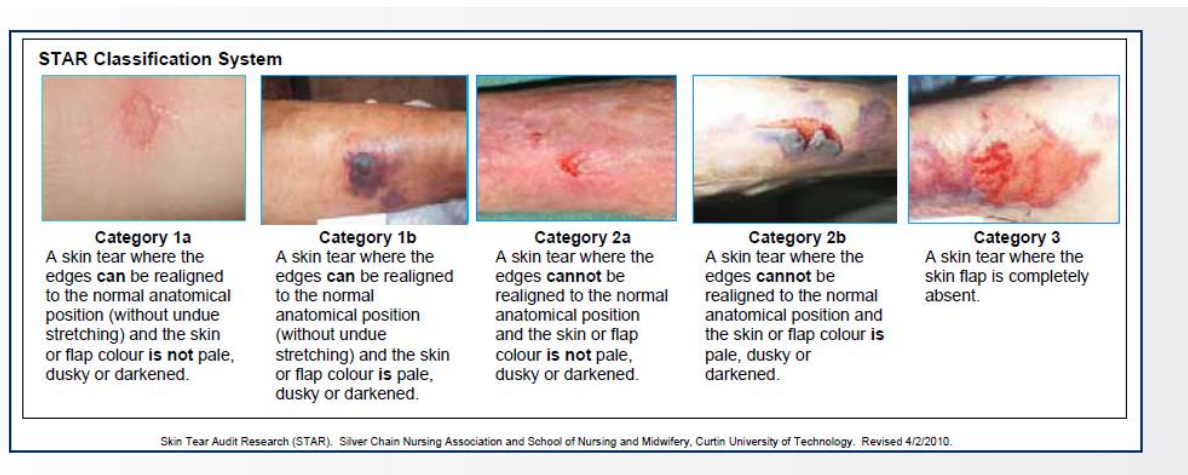 STAR Classification System
Category 1a
A skin tear where the
edges can be realigned
to the normal anatomical
position (without undue
stretching) and the skin
or flap colour is not pale,
dusky or darkened.
Category 1b
A skin tear where the
edges can be realigned
to the normal
anatomical position
(without undue
stretching) and the skin
or flap colour is pale,
dusky or darkened.
Category 2a
A skin tear where the
edges cannot be
realigned to the normal
anatomical position
and the skin or flap
colour is not pale,
dusky or darkened.
Category 2b
A skin tear where the
edges cannot be
realigned to the normal
anatomical position and
the skin or flap colour is
pale, dusky or
darkened.
Category 3
A skin tear where the
skin flap is completely
absent.
Skin Tear Audit Research (STAR). Silver Chain Nursing Association and School of Nursing and Midwifery, Curtin University of Technology. Revised 4/2/2010.